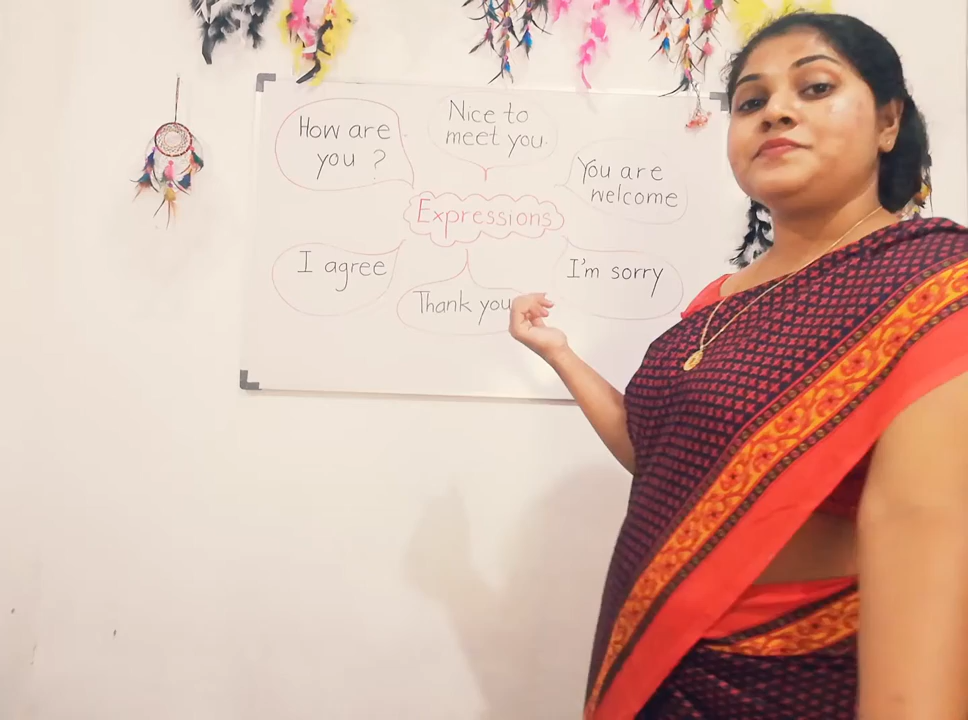 How are
you ?
Nice to
meet you.
You are
welcome
Expressions
I agree
Thank you
I'm sorry